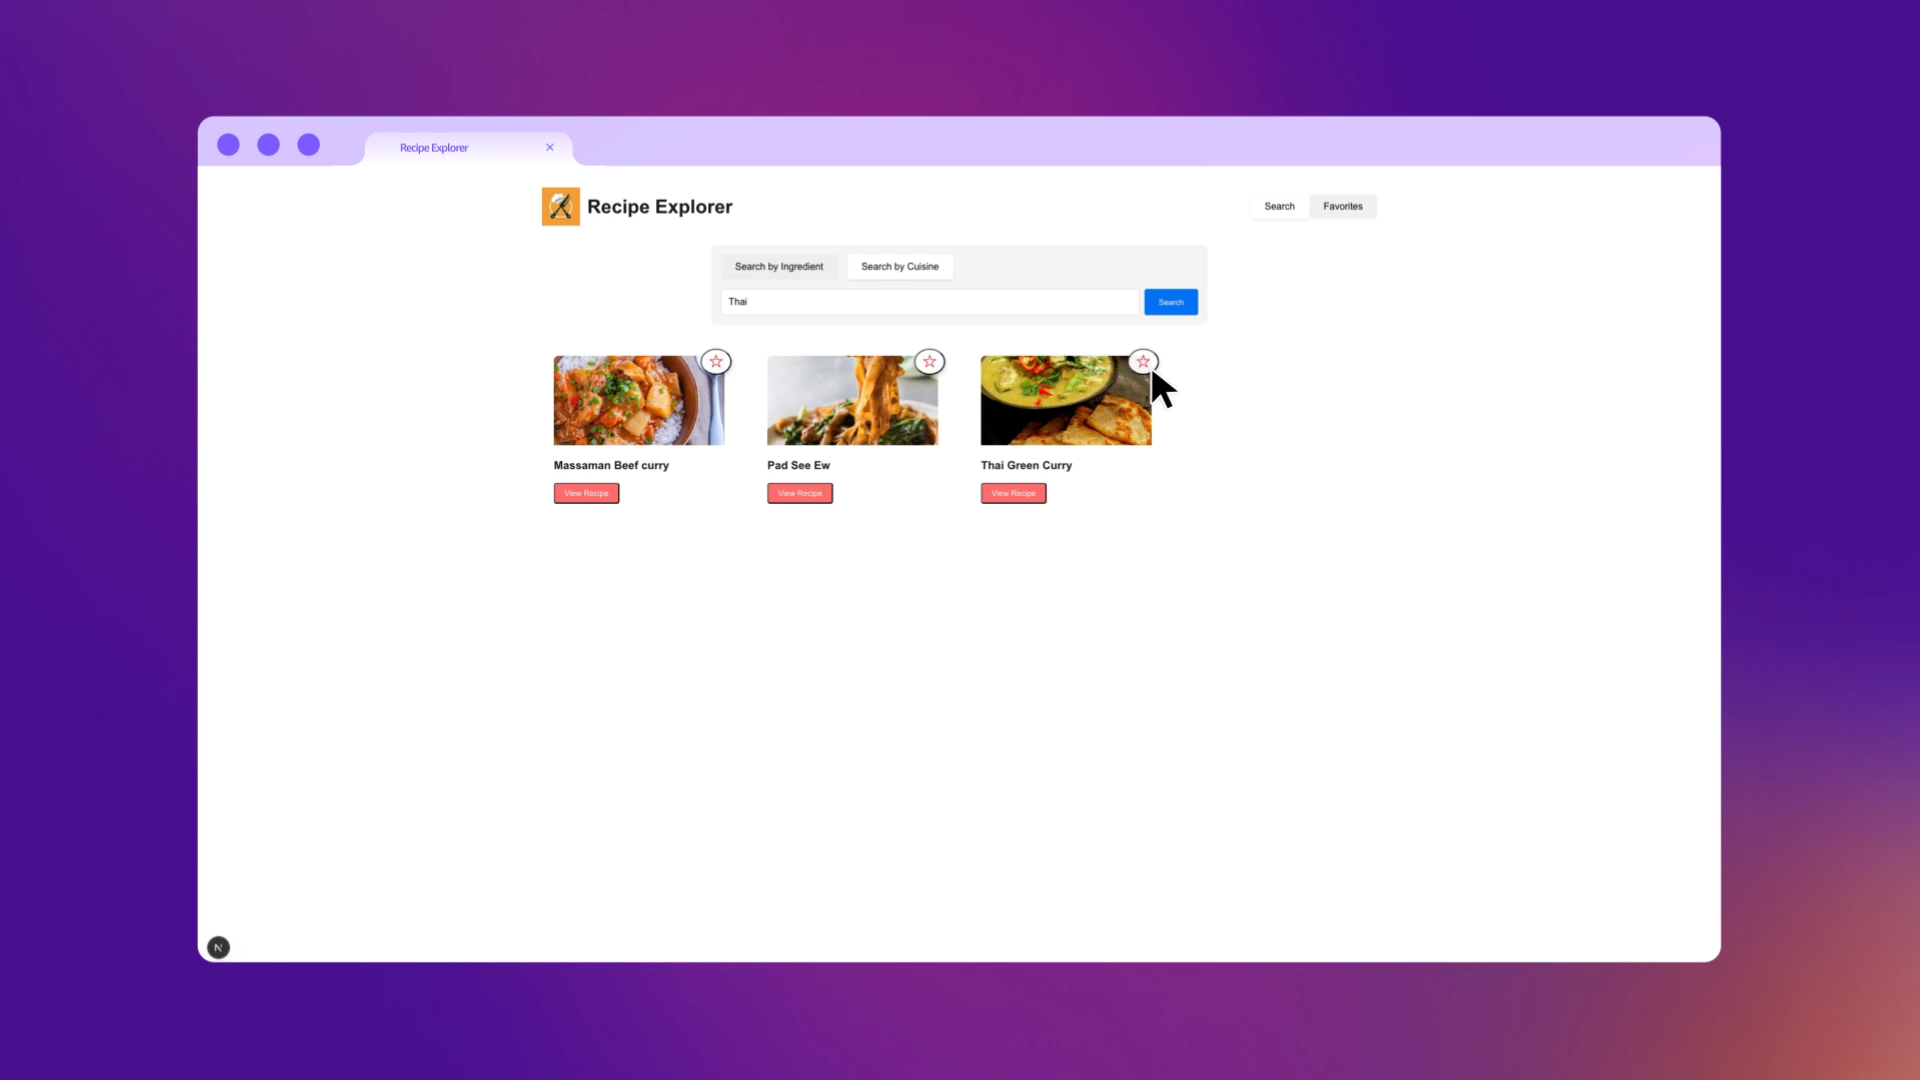 Recipe Explorer
Recipe Explorer
Search Favorites
Search by Ingredient Search by Cuisine
Thai Search
Massaman Beef curry Pad See Ew Thai Green Curry
View Recipe View Recipe View Recipe
N